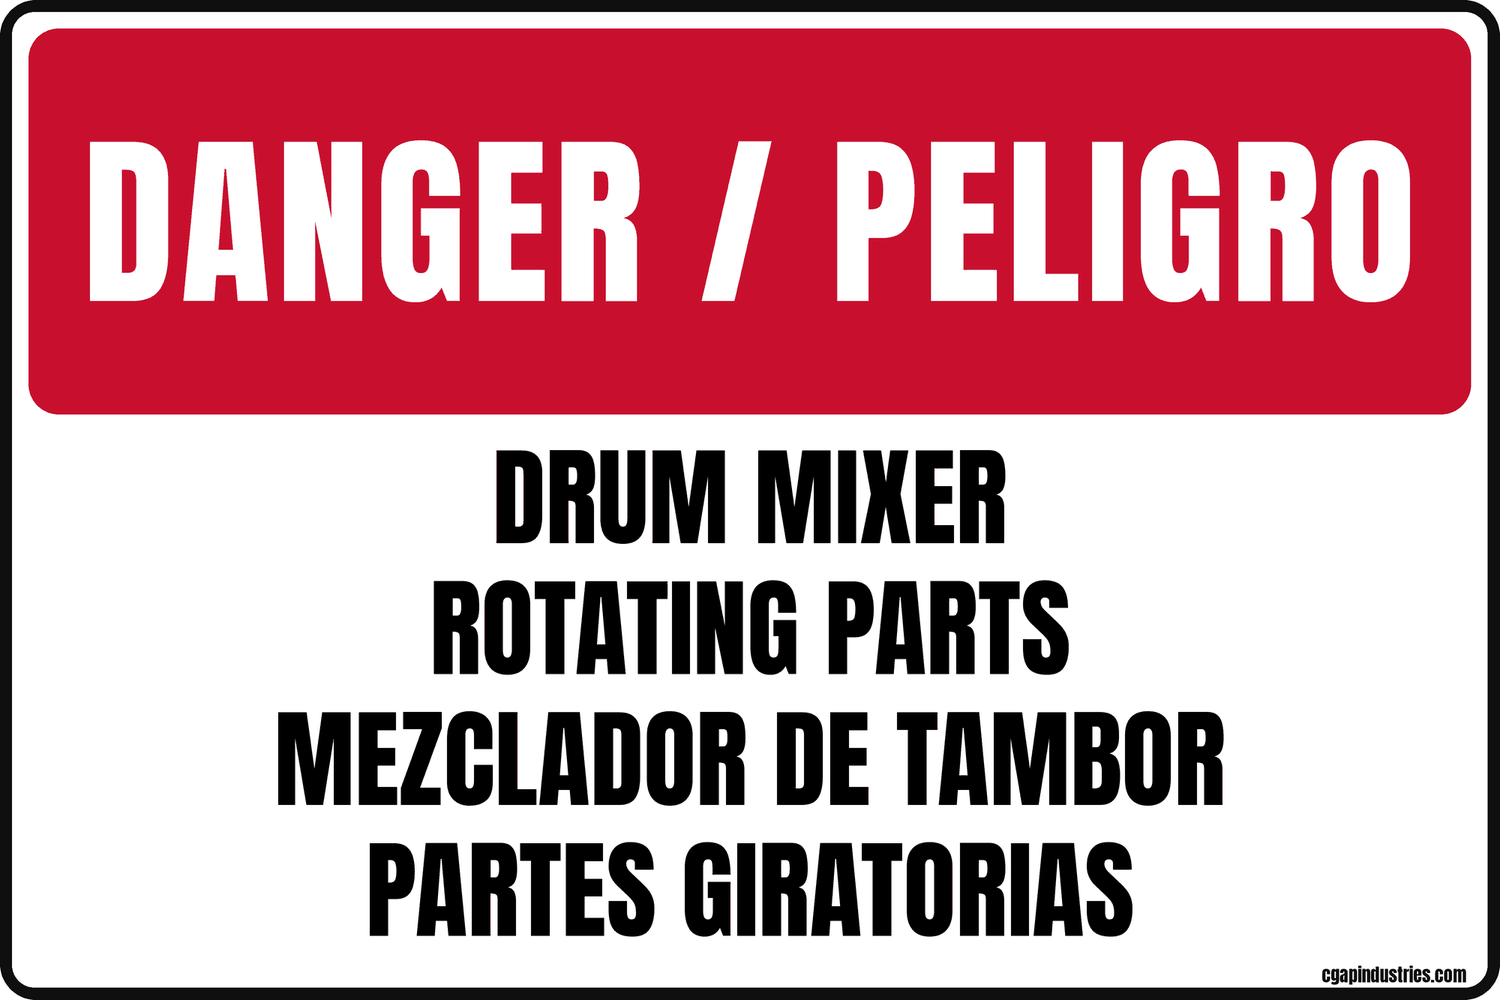 DANGER / PELIGRO
DRUM MIXER
ROTATING PARTS
MEZCLADOR DE TAMBOR
PARTES GIRATORIAS
cgapindustries.com